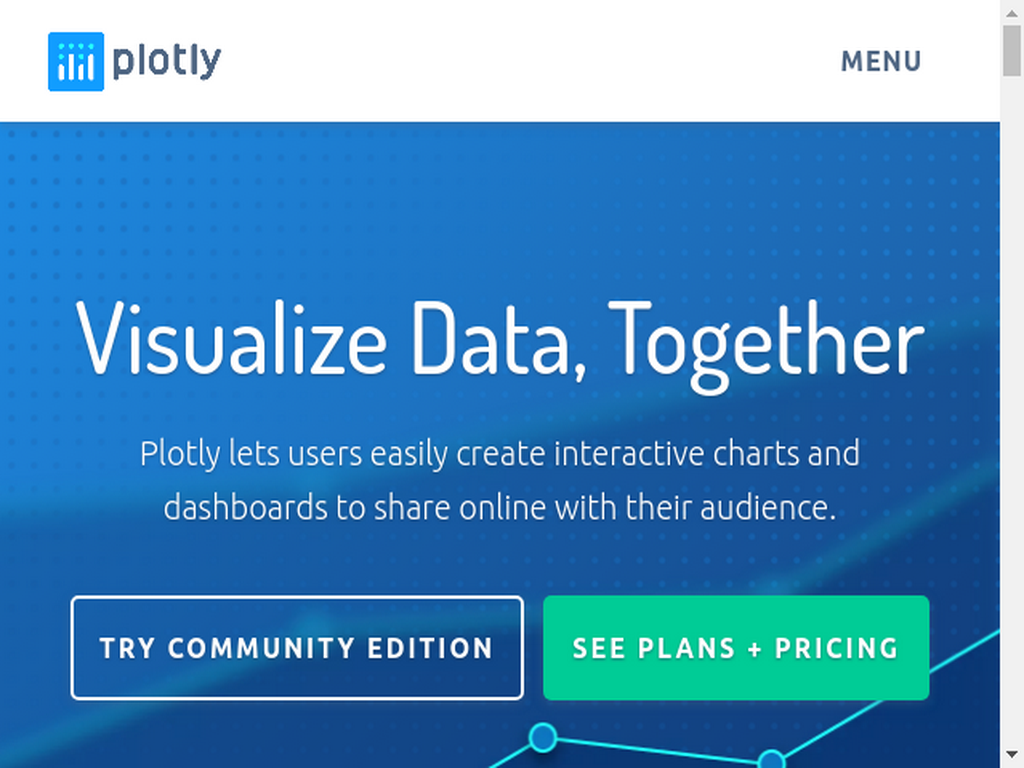 plotly
MENU
Visualize Data, Together
Plotly lets users easily create interactive charts and
dashboards to share online with their audience.
TRY COMMUNITY EDITION
SEE PLANS + PRICING